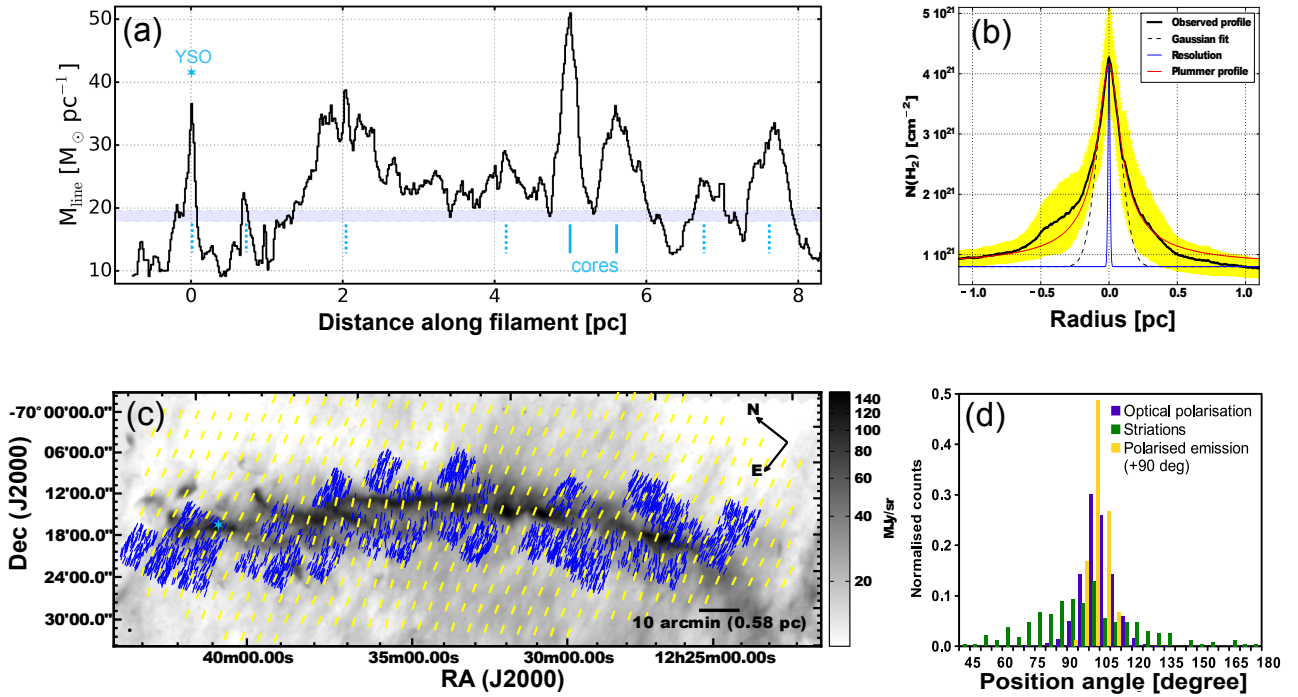 (a)
YSO
M_line [M⊙ pc⁻¹]
50
40
30
20
10
cores
0 2 4 6 8
Distance along filament [pc]
(b)
Observed profile
Gaussian fit
Resolution
Plummer profile
N(H₂) [cm⁻²]
5 10²¹
4 10²¹
3 10²¹
2 10²¹
1 10²¹
−1.0 −0.5 0.0 0.5 1.0
Radius [pc]
(c)
N
E
Dec (J2000)
-70°00'00.0"
06'00.0"
12'00.0"
18'00.0"
24'00.0"
30'00.0"
10 arcmin (0.58 pc)
40m00.00s 35m00.00s 30m00.00s 12h25m00.00s
RA (J2000)
140
100
80
60
40
20
MJy/sr
(d)
Optical polarisation
Striations
Polarised emission
(+90 deg)
Normalised counts
0.5
0.4
0.3
0.2
0.1
0.0
45 60 75 90 105 120 135 150 165 180
Position angle [degree]